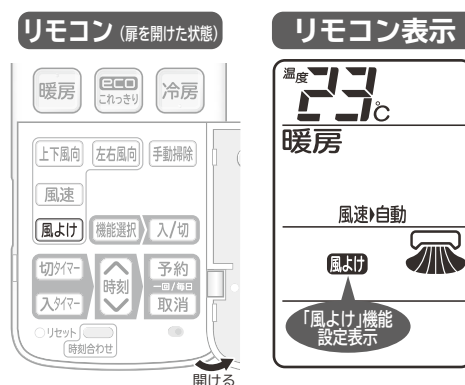 リモコン（扉を開けた状態）
暖房
eco
これっきり
冷房
上下風向
左右風向
手動掃除
風速
風よけ
機能選択
入/切
切タイマー
時刻
予約
一回/毎日
入タイマー
取消
リセット
時刻合わせ
開ける
リモコン表示
温度
23℃
暖房
風速▶自動
風よけ
「風よけ」機能
設定表示